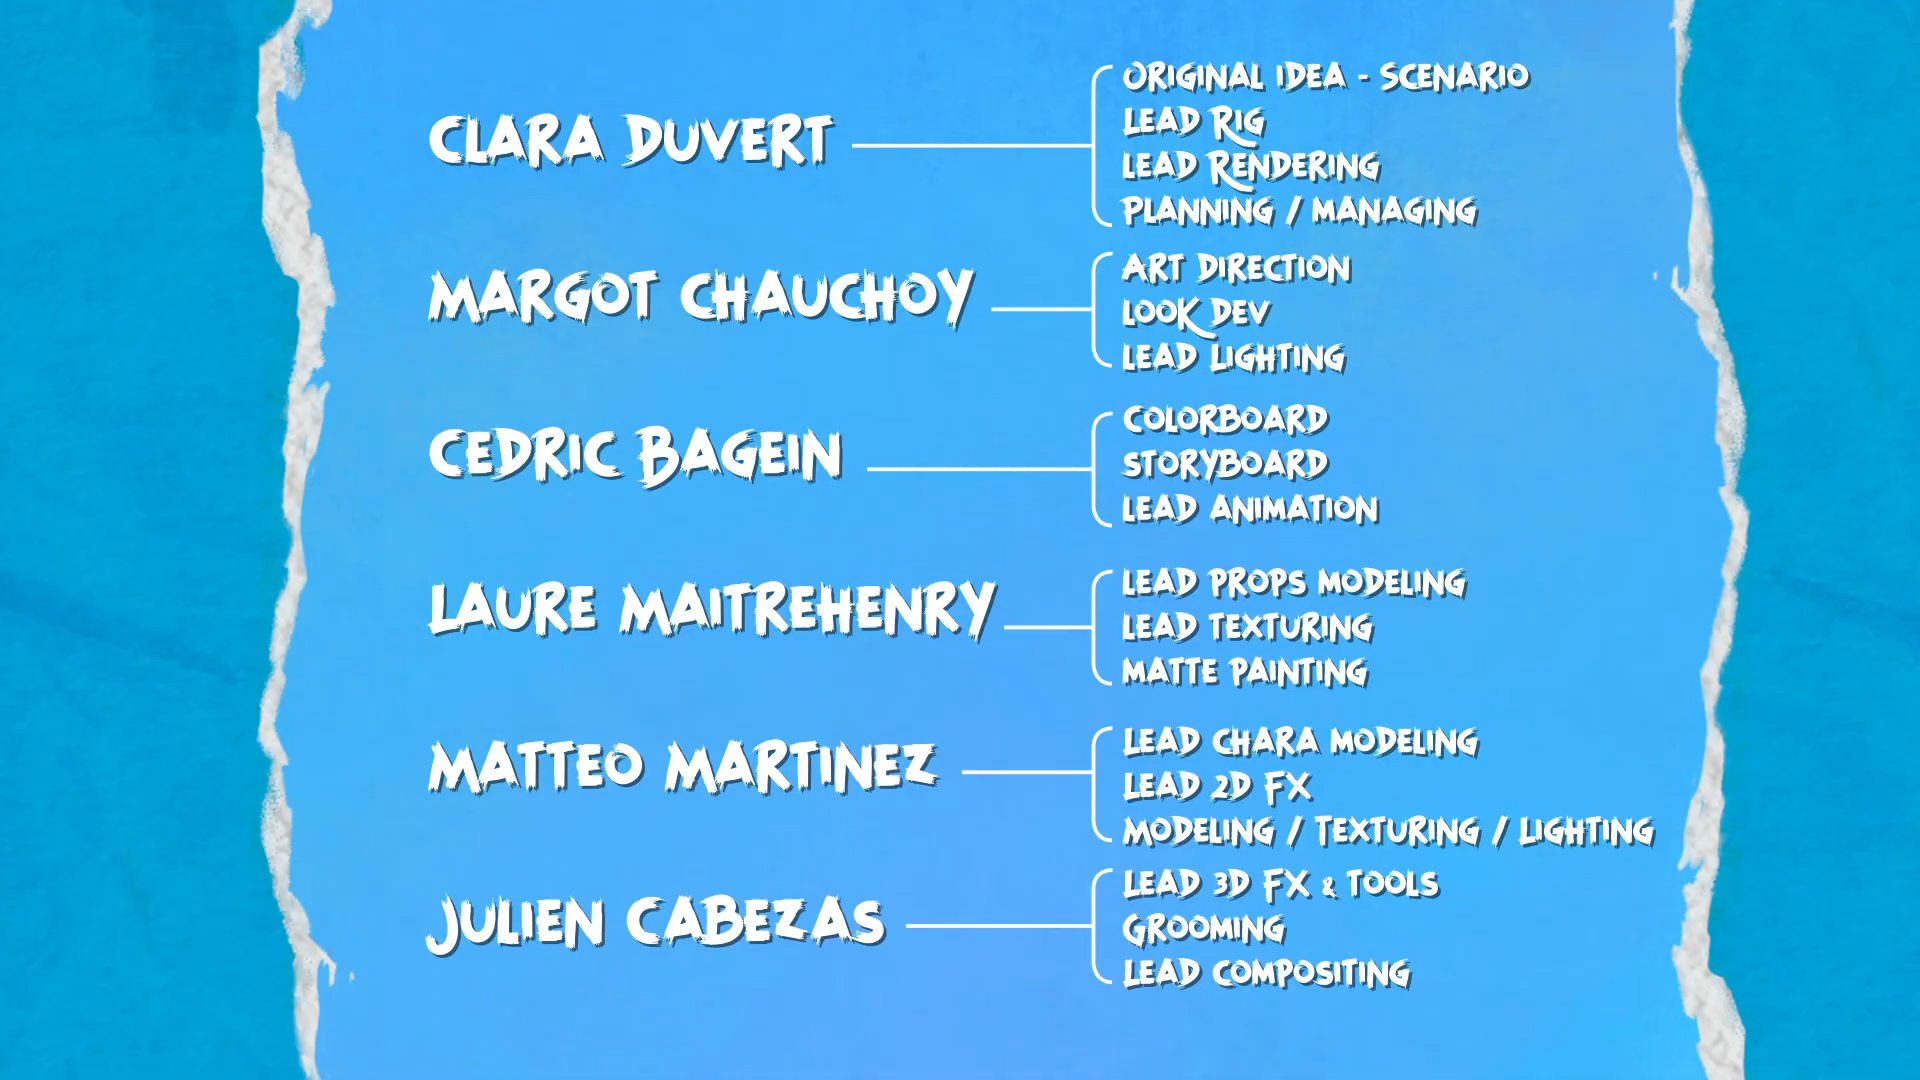 CLARA DUVERT
ORIGINAL IDEA - SCENARIO
LEAD RIG
LEAD RENDERING
PLANNING / MANAGING
MARGOT CHAUCHOY
ART DIRECTION
LOOK DEV
LEAD LIGHTING
CEDRIC BAGEIN
COLORBOARD
STORYBOARD
LEAD ANIMATION
LAURE MAITREHENRY
LEAD PROPS MODELING
LEAD TEXTURING
MATTE PAINTING
MATTEO MARTINEZ
LEAD CHARA MODELING
LEAD 2D FX
MODELING / TEXTURING / LIGHTING
JULIEN CABEZAS
LEAD 3D FX & TOOLS
GROOMING
LEAD COMPOSITING